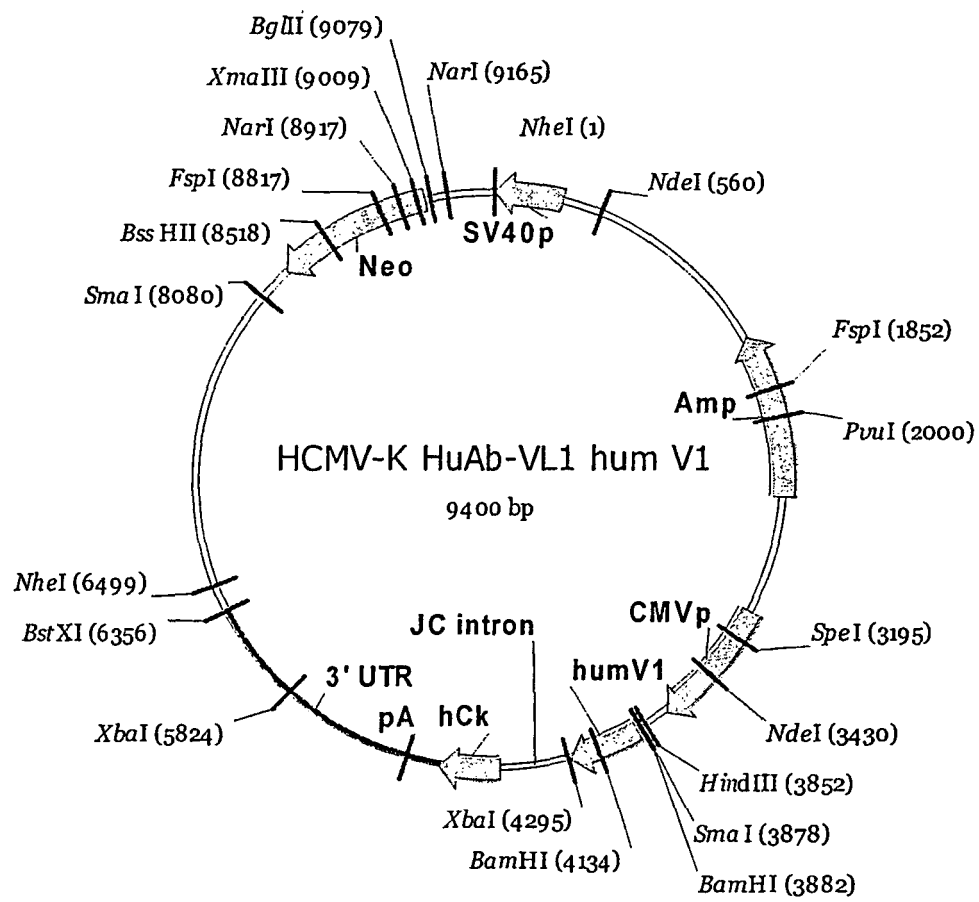 BglII (9079)
XmaIII (9009)
NarI (9165)
NarI (8917)
NheI (1)
FspI (8817)
NdeI (560)
BssHII (8518)
SV40p
Neo
SmaI (8080)
FspI (1852)
Amp
PvuI (2000)
HCMV-K HuAb-VL1 hum V1
9400 bp
NheI (6499)
BstXI (6356)
JC intron
CMVp
SpeI (3195)
humV1
3' UTR
pA
hCk
XbaI (5824)
NdeI (3430)
HindIII (3852)
XbaI (4295)
SmaI (3878)
BamHI (4134)
BamHI (3882)